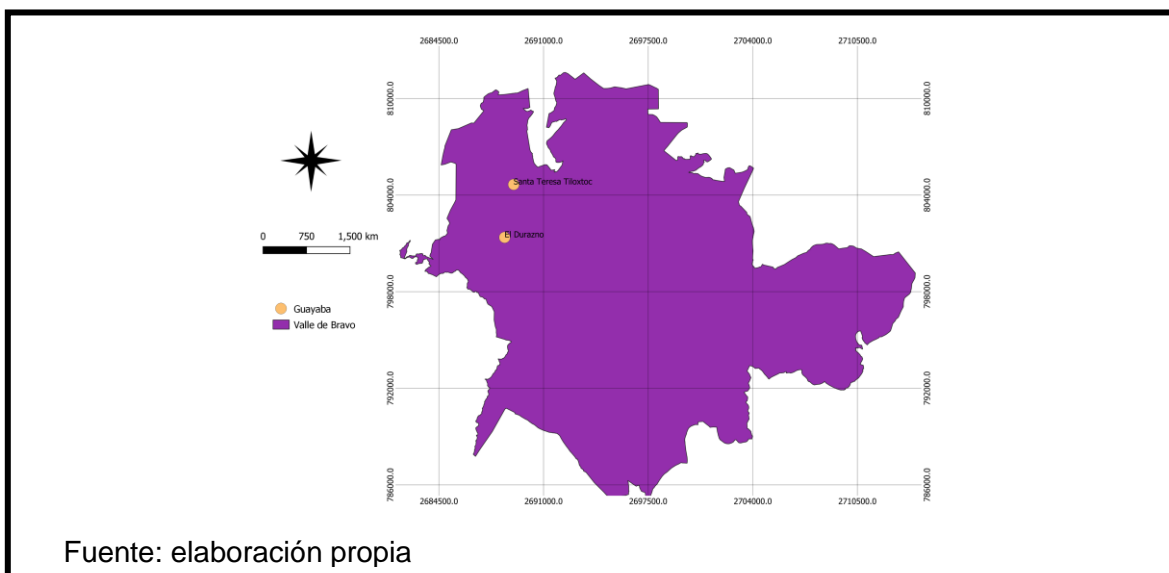 2684500.0 2691000.0 2697500.0 2704000.0 2710500.0
810000.0 810000.0
Santa Teresa Tiloxtoc
804000.0 804000.0
El Durazno
0 750 1,500 km
798000.0 798000.0
Guayaba
Valle de Bravo
792000.0 792000.0
786000.0 786000.0
2684500.0 2691000.0 2697500.0 2704000.0 2710500.0
Fuente: elaboración propia